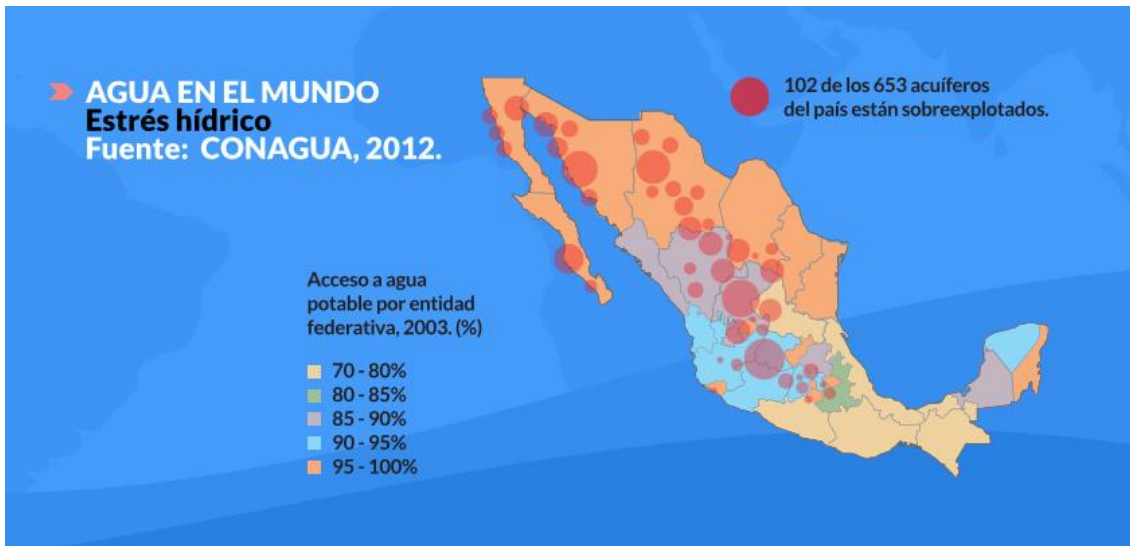 AGUA EN EL MUNDO
Estrés hídrico
Fuente: CONAGUA, 2012.
102 de los 653 acuíferos
del país están sobreexplotados.
Acceso a agua
potable por entidad
federativa, 2003. (%)
70 - 80%
80 - 85%
85 - 90%
90 - 95%
95 - 100%